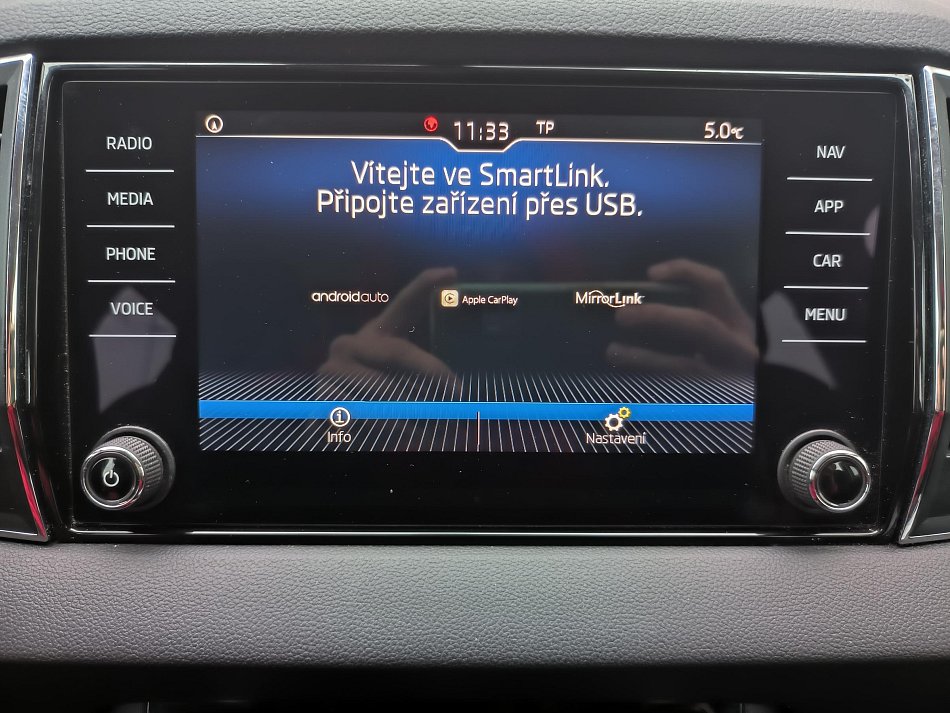 11:33
TP
5.0°C
Vítejte ve SmartLink.
Připojte zařízení přes USB.
RADIO
MEDIA
PHONE
VOICE
androidauto
Apple CarPlay
MirrorLink
NAV
APP
CAR
MENU
Info
Nastavení